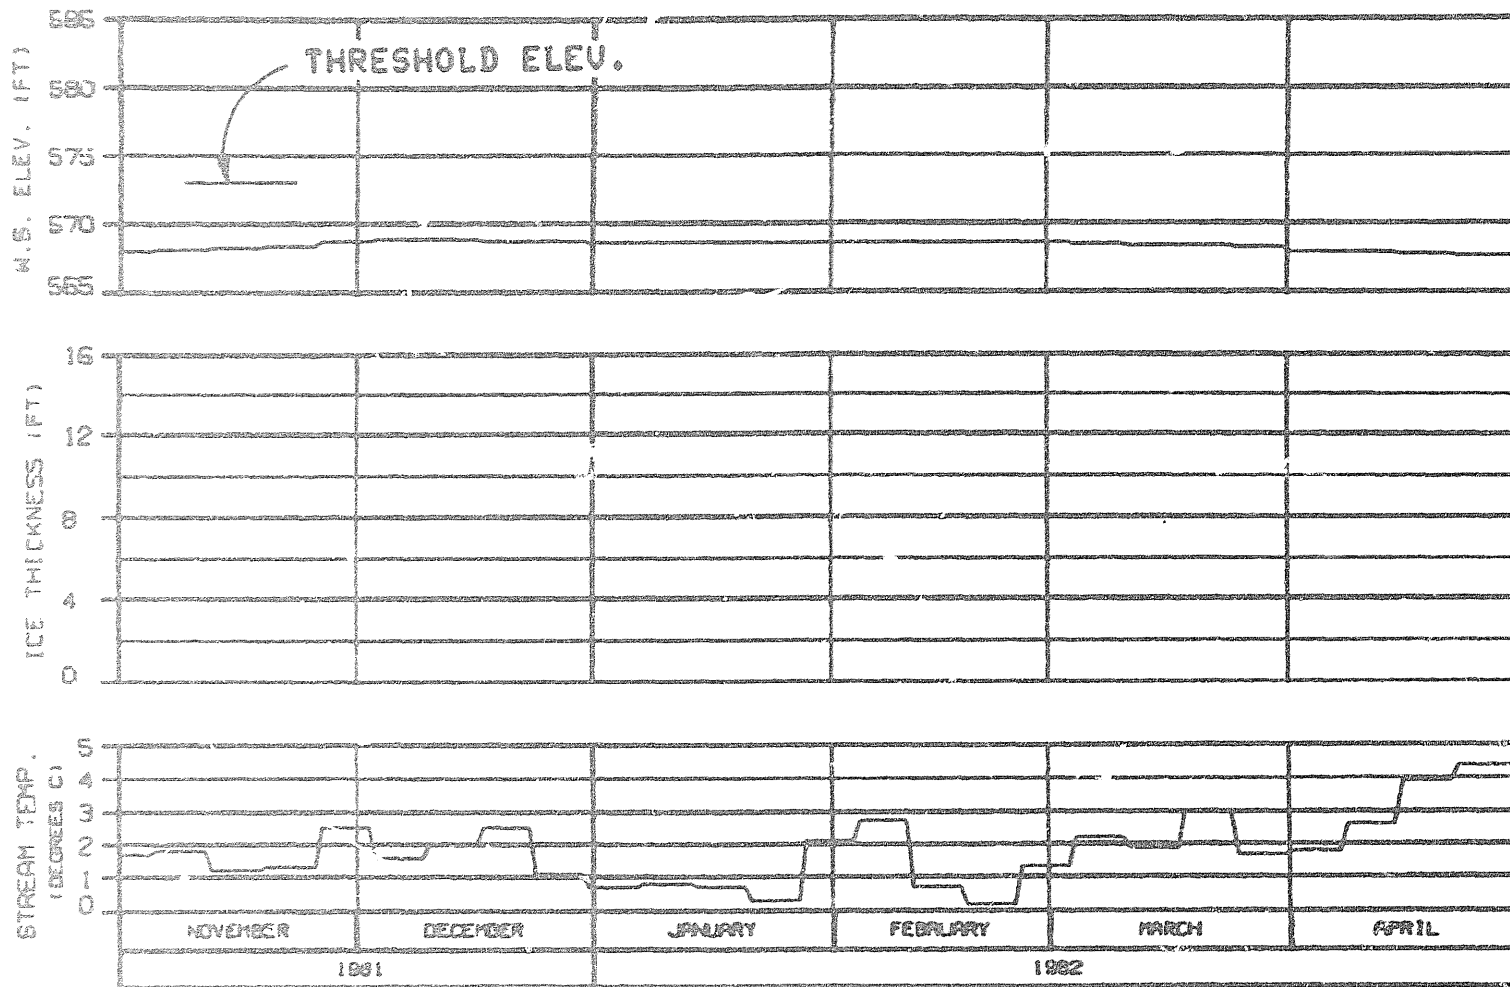 W.S. ELEV. (FT)
585
580
575
570
565
THRESHOLD ELEV.
ICE THICKNESS (FT)
16
12
8
4
0
STREAM TEMP.
(DEGREES C)
5
4
3
2
1
0
NOVEMBER DECEMBER JANUARY FEBRUARY MARCH APRIL
1981 1982